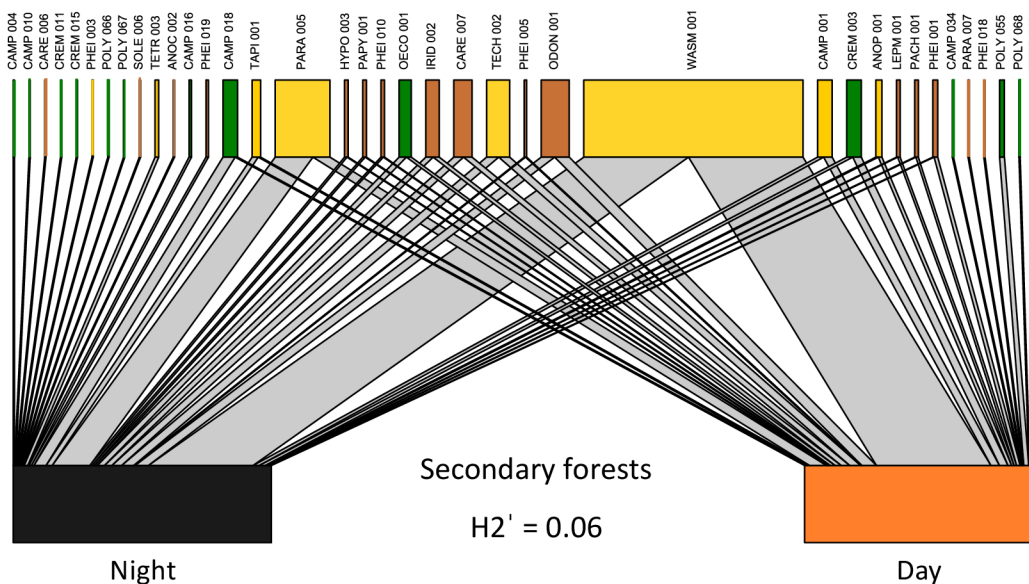 CAMP 004
CAMP 010
CARE 006
CREM 011
CREM 015
PHEI 003
POLY 066
POLY 067
SOLE 006
TETR 003
ANOC 002
CAMP 016
PHEI 019
CAMP 018
TAPI 001
PARA 005
HYPO 003
PAPY 001
PHEI 010
OECO 001
IRID 002
CARE 007
TECH 002
PHEI 005
ODON 001
WASM 001
CAMP 001
CREM 003
ANOP 001
LEPM 001
PACH 001
PHEI 001
CAMP 034
PARA 007
PHEI 018
POLY 055
POLY 068
Secondary forests
H2' = 0.06
Night
Day